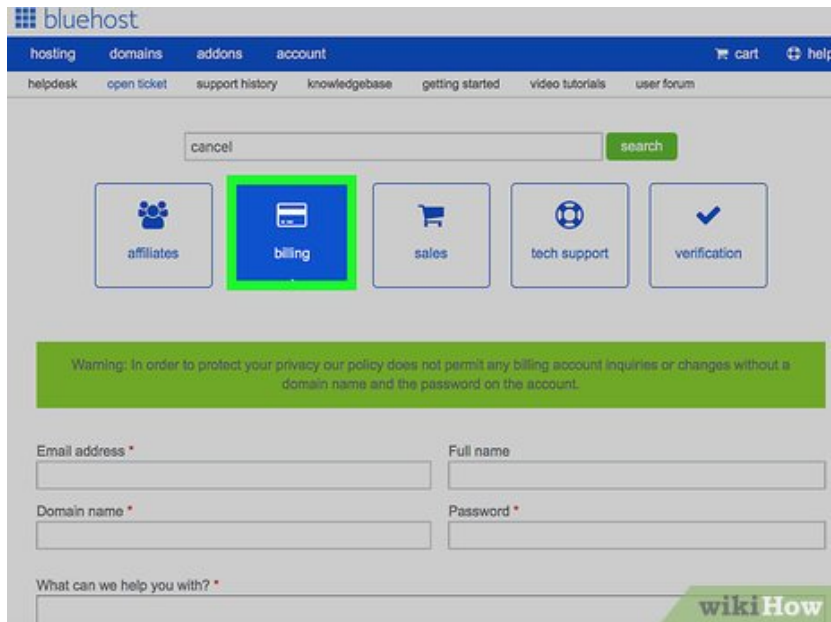 bluehost
hosting domains addons account cart help
helpdesk open ticket support history knowledgebase getting started video tutorials user forum
cancel search
affiliates billing sales tech support verification
Warning: In order to protect your privacy our policy does not permit any billing account inquiries or changes without a
domain name and the password on the account.
Email address * Full name
Domain name * Password *
What can we help you with? *
wikiHow